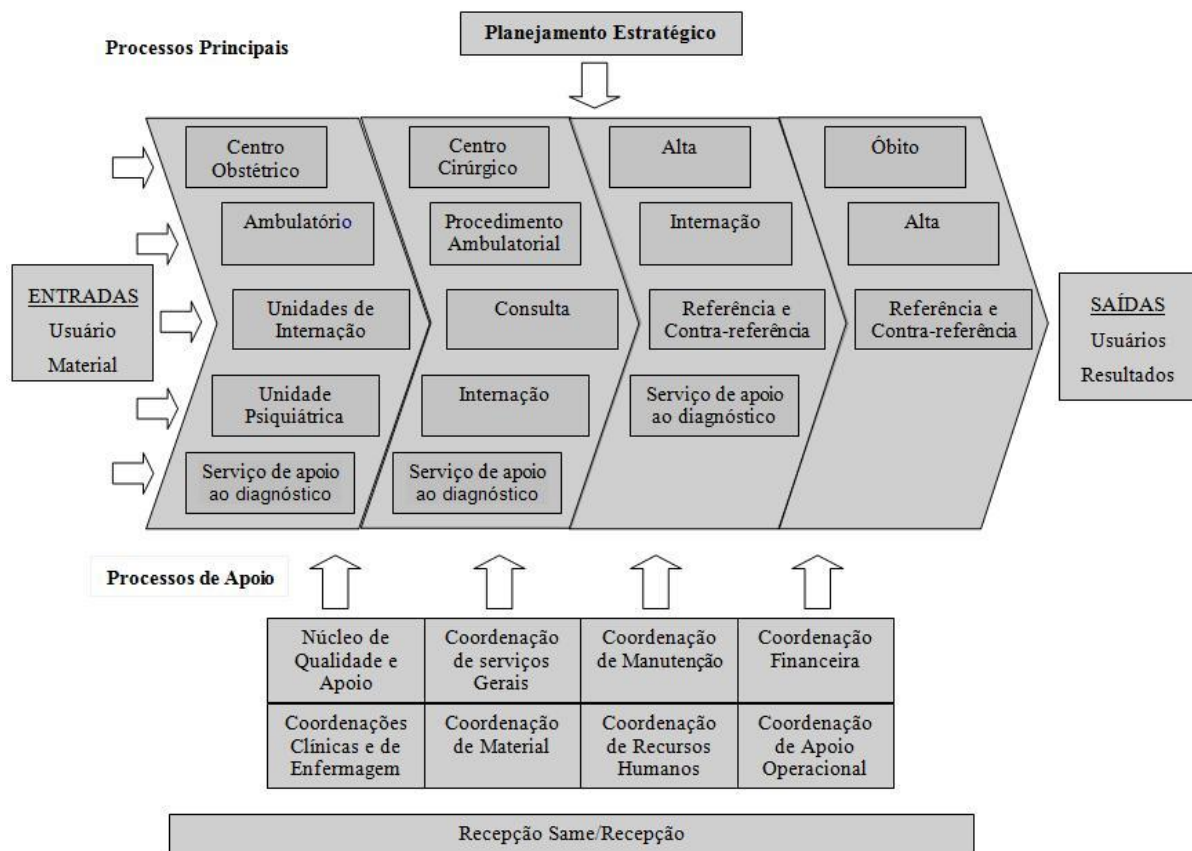 Planejamento Estratégico
Processos Principais
Centro
Obstétrico
Centro
Cirúrgico
Alta
Óbito
Ambulatório
Procedimento
Ambulatorial
Internação
Alta
ENTRADAS
Usuário
Material
Unidades de
Internação
Consulta
Referência e
Contra-referência
Referência e
Contra-referência
SAÍDAS
Usuários
Resultados
Unidade
Psiquiátrica
Internação
Serviço de apoio
ao diagnóstico
Serviço de apoio
ao diagnóstico
Serviço de apoio
ao diagnóstico
Processos de Apoio
Núcleo de
Qualidade e
Apoio
Coordenação
de serviços
Gerais
Coordenação
de Manutenção
Coordenação
Financeira
Coordenações
Clínicas e de
Enfermagem
Coordenação
de Material
Coordenação
de Recursos
Humanos
Coordenação
de Apoio
Operacional
Recepção Same/Recepção